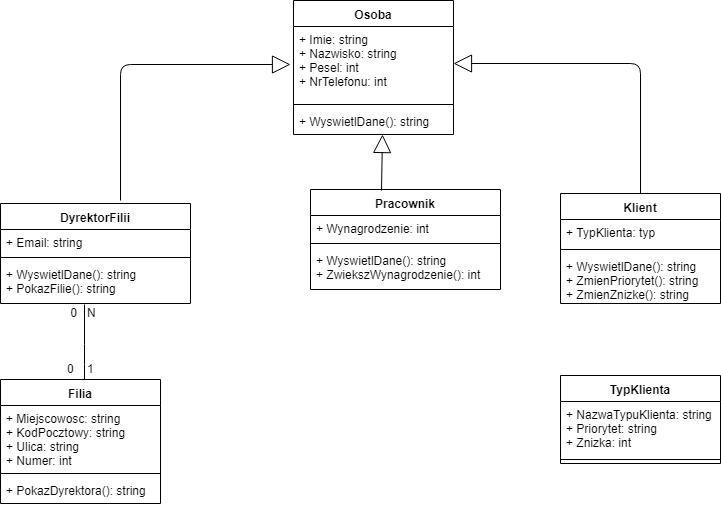 Osoba
+ Imie: string
+ Nazwisko: string
+ Pesel: int
+ NrTelefonu: int
+ WyswietlDane(): string
DyrektorFilii
+ Email: string
+ WyswietlDane(): string
+ PokazFilie(): string
Pracownik
+ Wynagrodzenie: int
+ WyswietlDane(): string
+ ZwiekszWynagrodzenie(): int
Klient
+ TypKlienta: typ
+ WyswietlDane(): string
+ ZmienPriorytet(): string
+ ZmienZnizke(): string
0 N
0 1
Filia
+ Miejscowosc: string
+ KodPocztowy: string
+ Ulica: string
+ Numer: int
+ PokazDyrektora(): string
TypKlienta
+ NazwaTypuKlienta: string
+ Priorytet: string
+ Znizka: int